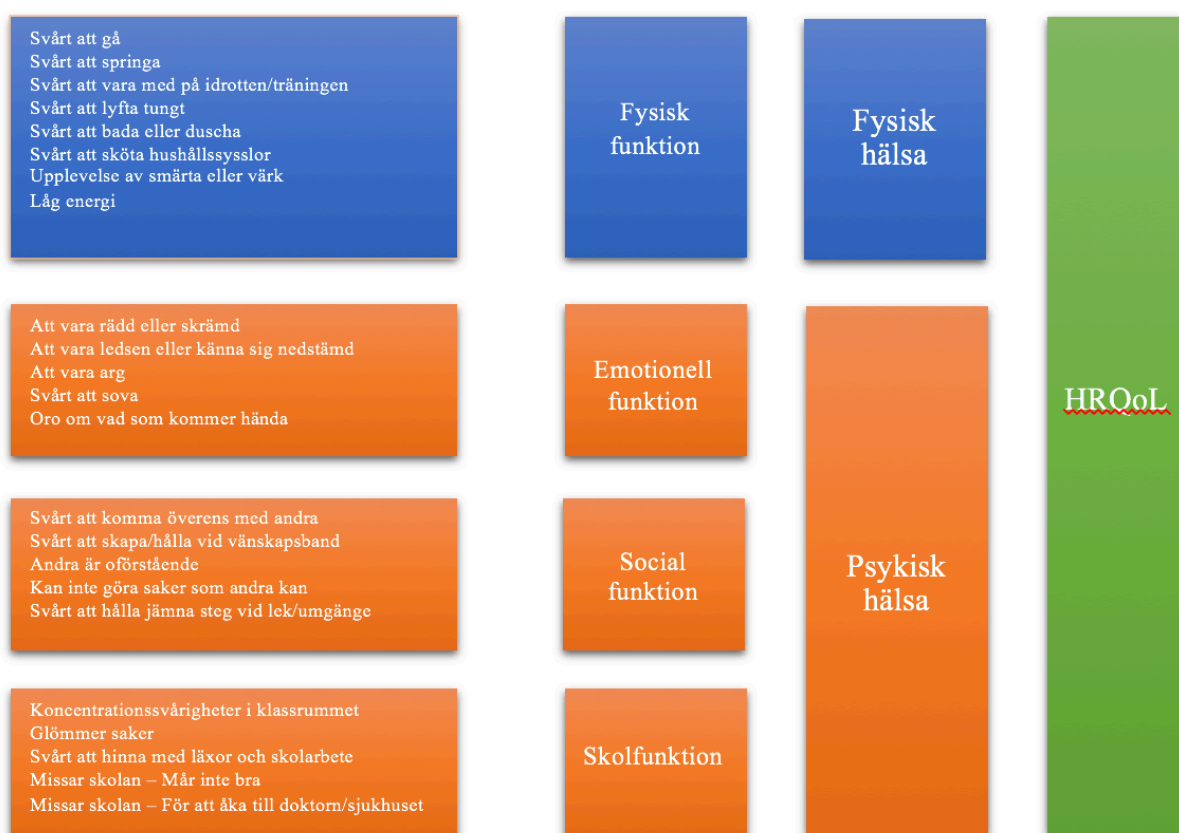 Svårt att gå
Svårt att springa
Svårt att vara med på idrotten/träningen
Svårt att lyfta tungt
Svårt att bada eller duscha
Svårt att sköta hushållssysslor
Upplevelse av smärta eller värk
Låg energi
Fysisk
funktion
Fysisk
hälsa
Att vara rädd eller skrämd
Att vara ledsen eller känna sig nedstämd
Att vara arg
Svårt att sova
Oro om vad som kommer hända
Emotionell
funktion
HRQoL
Svårt att komma överens med andra
Svårt att skapa/hålla vid vänskapsband
Andra är oförstående
Kan inte göra saker som andra kan
Svårt att hålla jämna steg vid lek/umgänge
Social
funktion
Psykisk
hälsa
Koncentrationssvårigheter i klassrummet
Glömmer saker
Svårt att hinna med läxor och skolarbete
Missar skolan – Mår inte bra
Missar skolan – För att åka till doktorn/sjukhuset
Skolfunktion